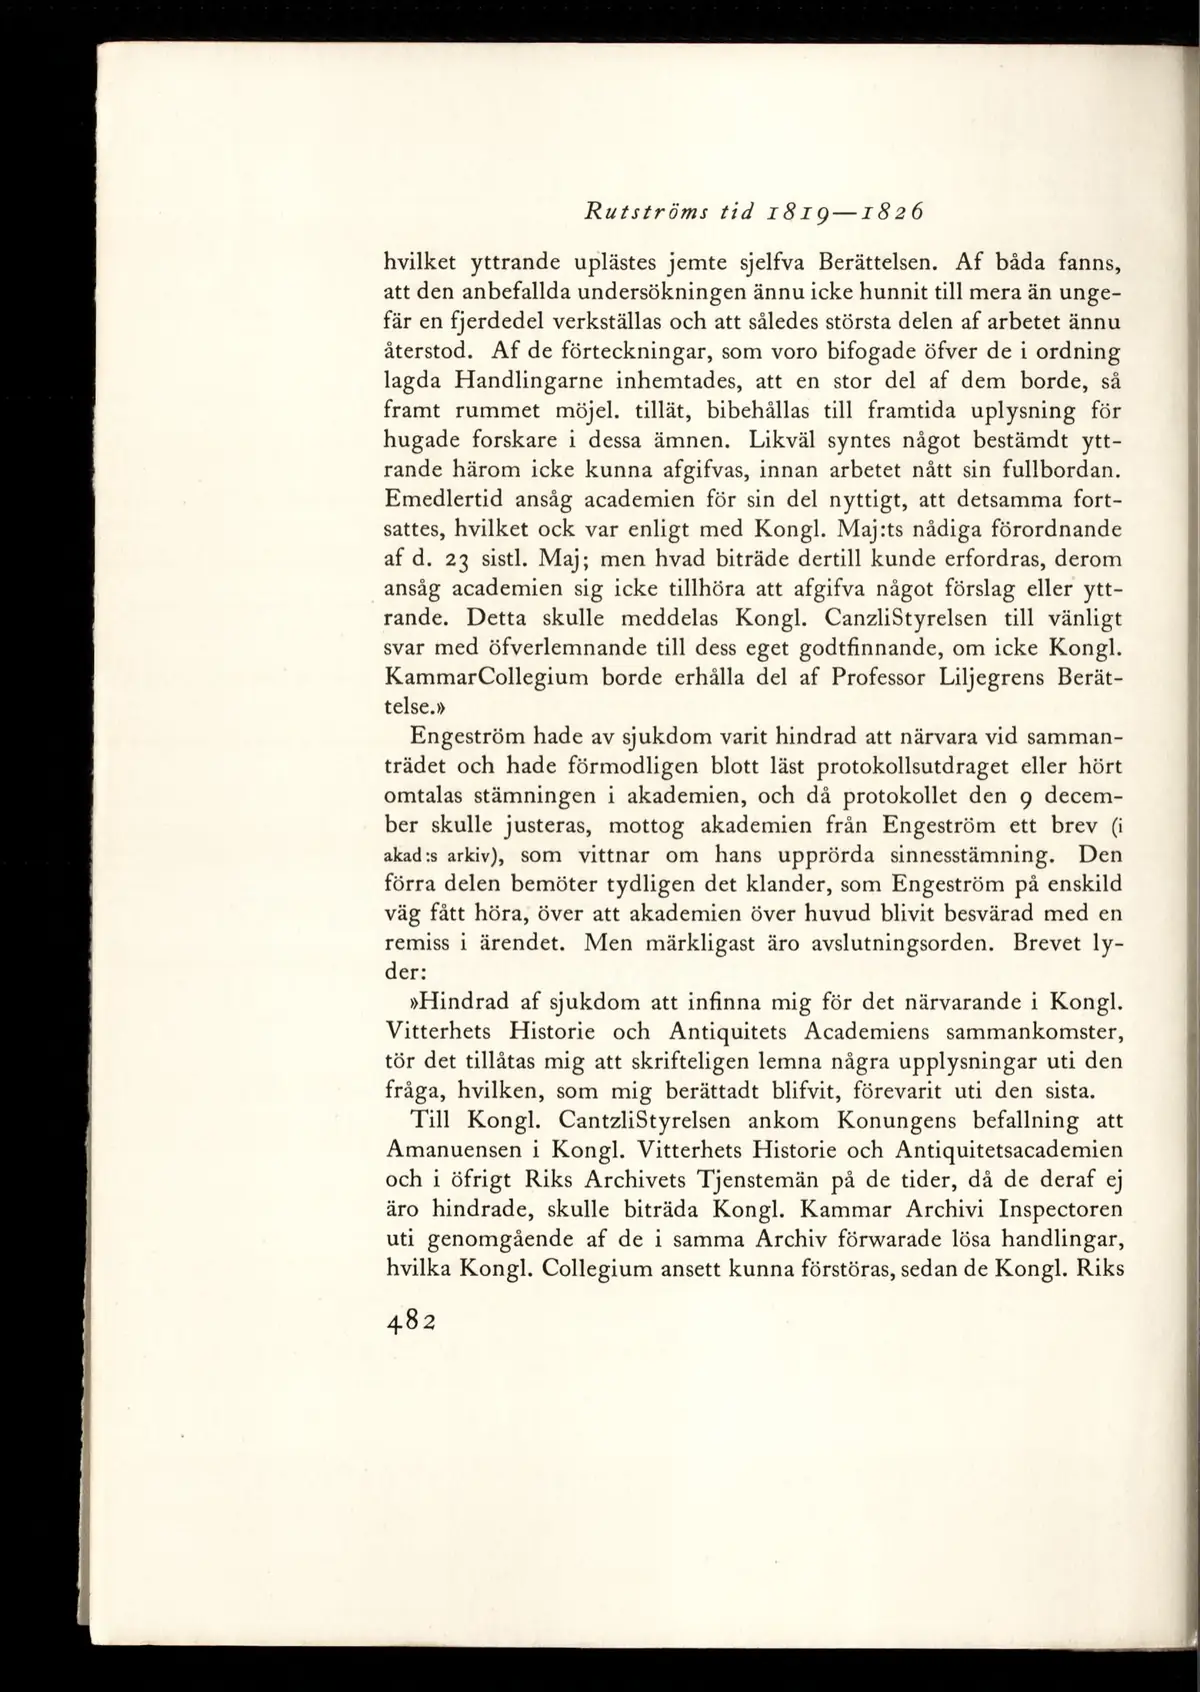 Rutströms tid 1819—1826
hvilket yttrande uplästes jemte sjelfva Berättelsen. Af båda fanns,
att den anbefallda undersökningen ännu icke hunnit till mera än unge-
fär en fjerdedel verkställas och att således största delen af arbetet ännu
återstod. Af de förteckningar, som voro bifogade öfver de i ordning
lagda Handlingarne inhemtades, att en stor del af dem borde, så
framt rummet möjel. tillät, bibehållas till framtida uplysning för
hugade forskare i dessa ämnen. Likväl syntes något bestämdt ytt-
rande härom icke kunna afgifvas, innan arbetet nått sin fullbordan.
Emedlertid ansåg academien för sin del nyttigt, att detsamma fort-
sattes, hvilket ock var enligt med Kongl. Maj:ts nådiga förordnande
af d. 23 sistl. Maj; men hvad biträde dertill kunde erfordras, derom
ansåg academien sig icke tillhöra att afgifva något förslag eller ytt-
rande. Detta skulle meddelas Kongl. CanzliStyrelsen till vänligt
svar med öfverlemnande till dess eget godtfinnande, om icke Kongl.
KammarCollegium borde erhålla del af Professor Liljegrens Berät-
telse.»
Engeström hade av sjukdom varit hindrad att närvara vid samman-
trädet och hade förmodligen blott läst protokollsutdraget eller hört
omtalas stämningen i akademien, och då protokollet den 9 decem-
ber skulle justeras, mottog akademien från Engeström ett brev (i
akad:s arkiv), som vittnar om hans upprörda sinnesstämning. Den
förra delen bemöter tydligen det klander, som Engeström på enskild
väg fått höra, över att akademien över huvud blivit besvärad med en
remiss i ärendet. Men märkligast äro avslutningsorden. Brevet ly-
der:
»Hindrad af sjukdom att infinna mig för det närvarande i Kongl.
Vitterhets Historie och Antiquitets Academiens sammankomster,
tör det tillåtas mig att skrifteligen lemna några upplysningar uti den
fråga, hvilken, som mig berättadt blifvit, förevarit uti den sista.
Till Kongl. CantzliStyrelsen ankom Konungens befallning att
Amanuensen i Kongl. Vitterhets Historie och Antiquitetsacademien
och i öfrigt Riks Archivets Tjenstemän på de tider, då de deraf ej
äro hindrade, skulle biträda Kongl. Kammar Archivi Inspectoren
uti genomgående af de i samma Archiv förwarade lösa handlingar,
hvilka Kongl. Collegium ansett kunna förstöras, sedan de Kongl. Riks
482